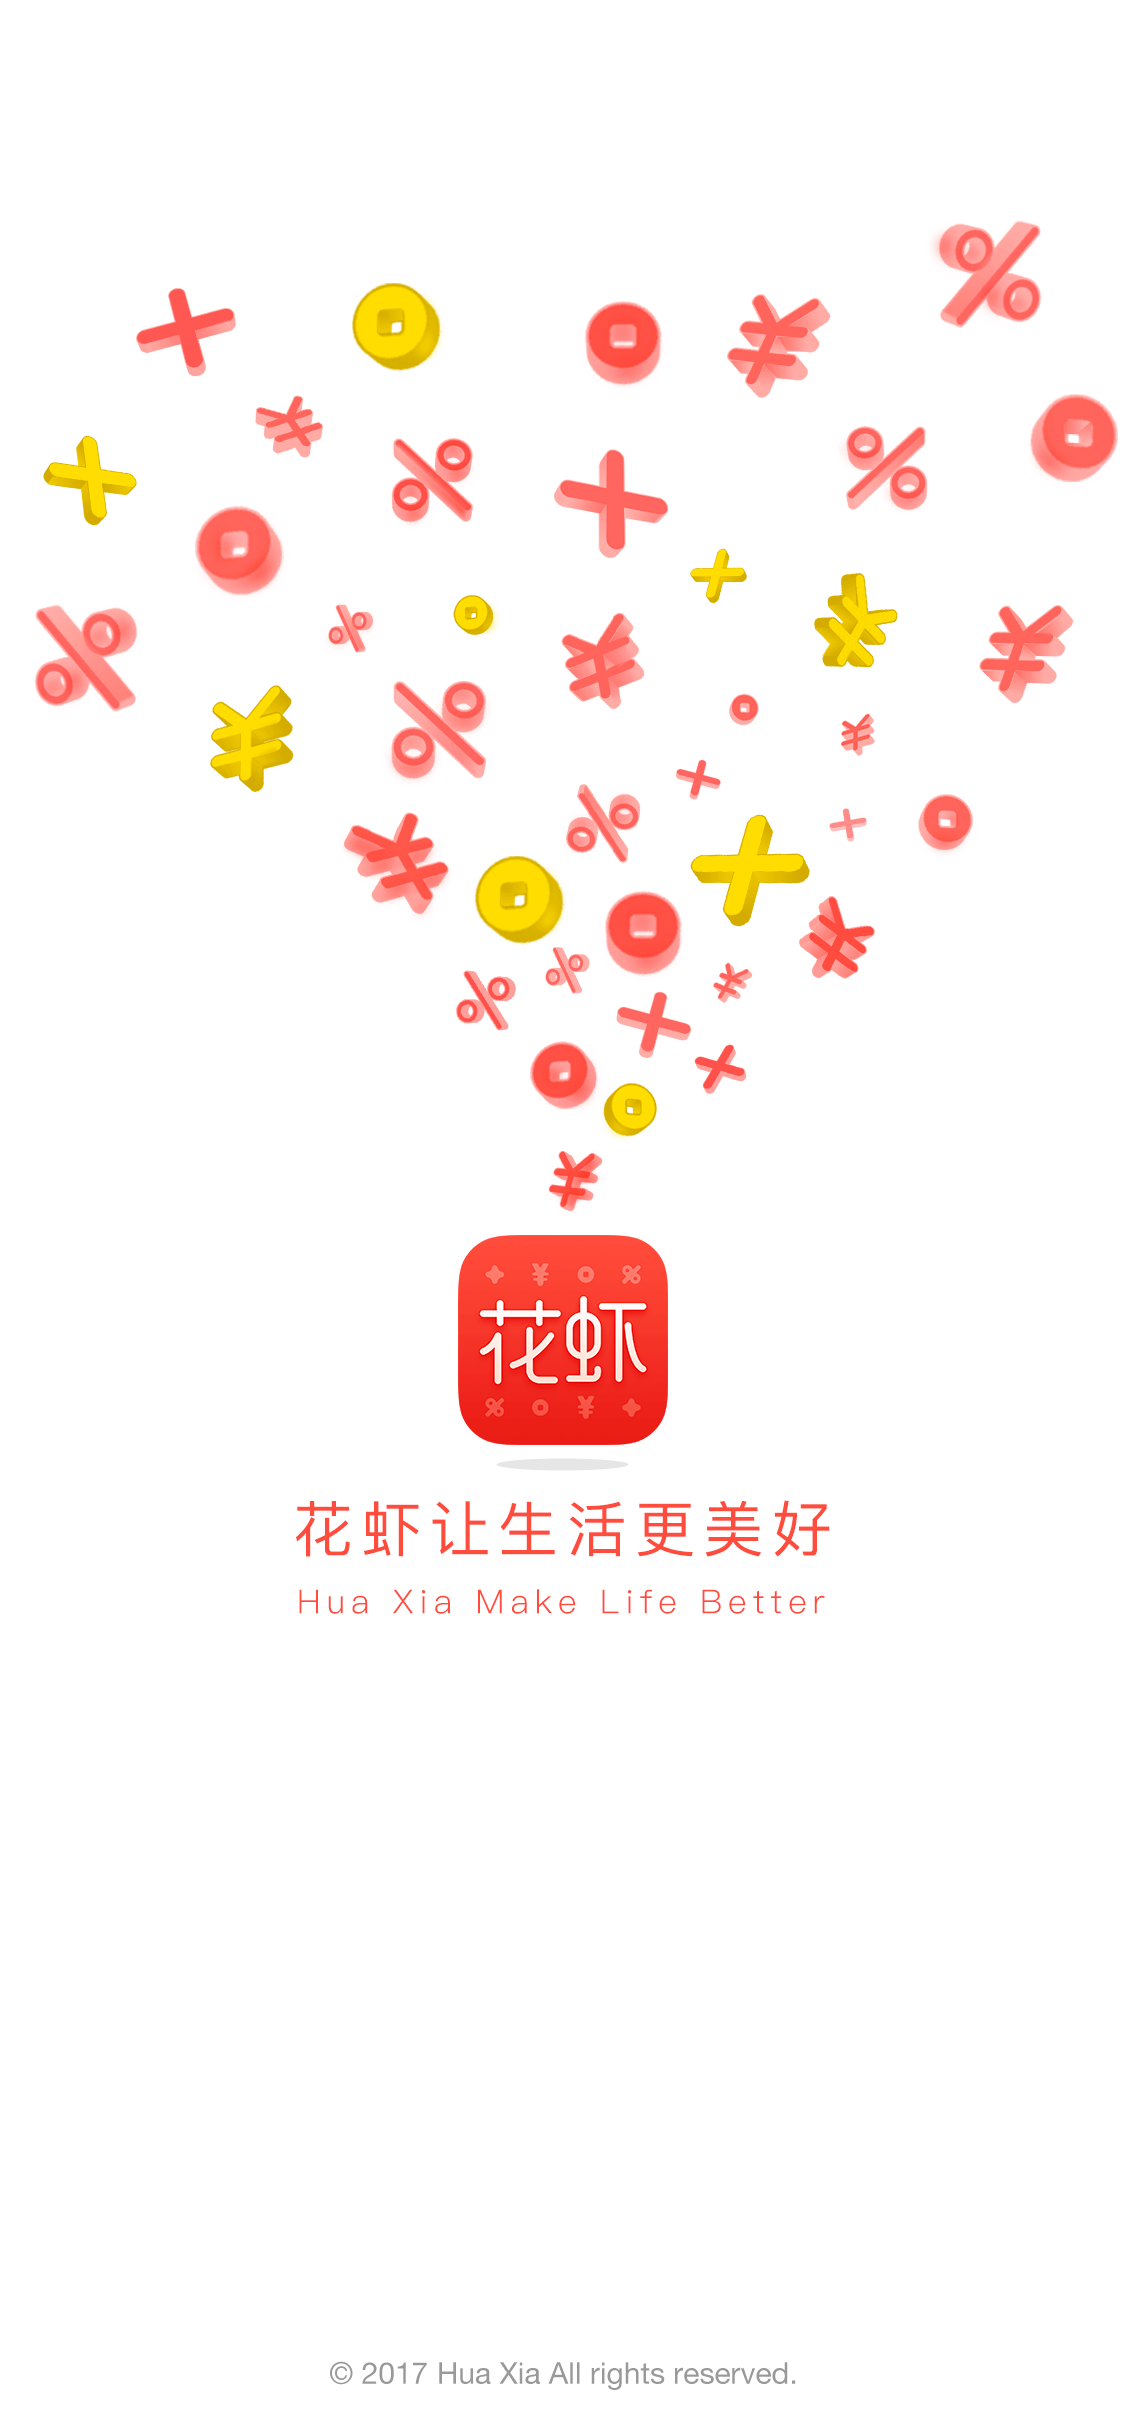 花虾
花虾让生活更美好
Hua Xia Make Life Better
© 2017 Hua Xia All rights reserved.